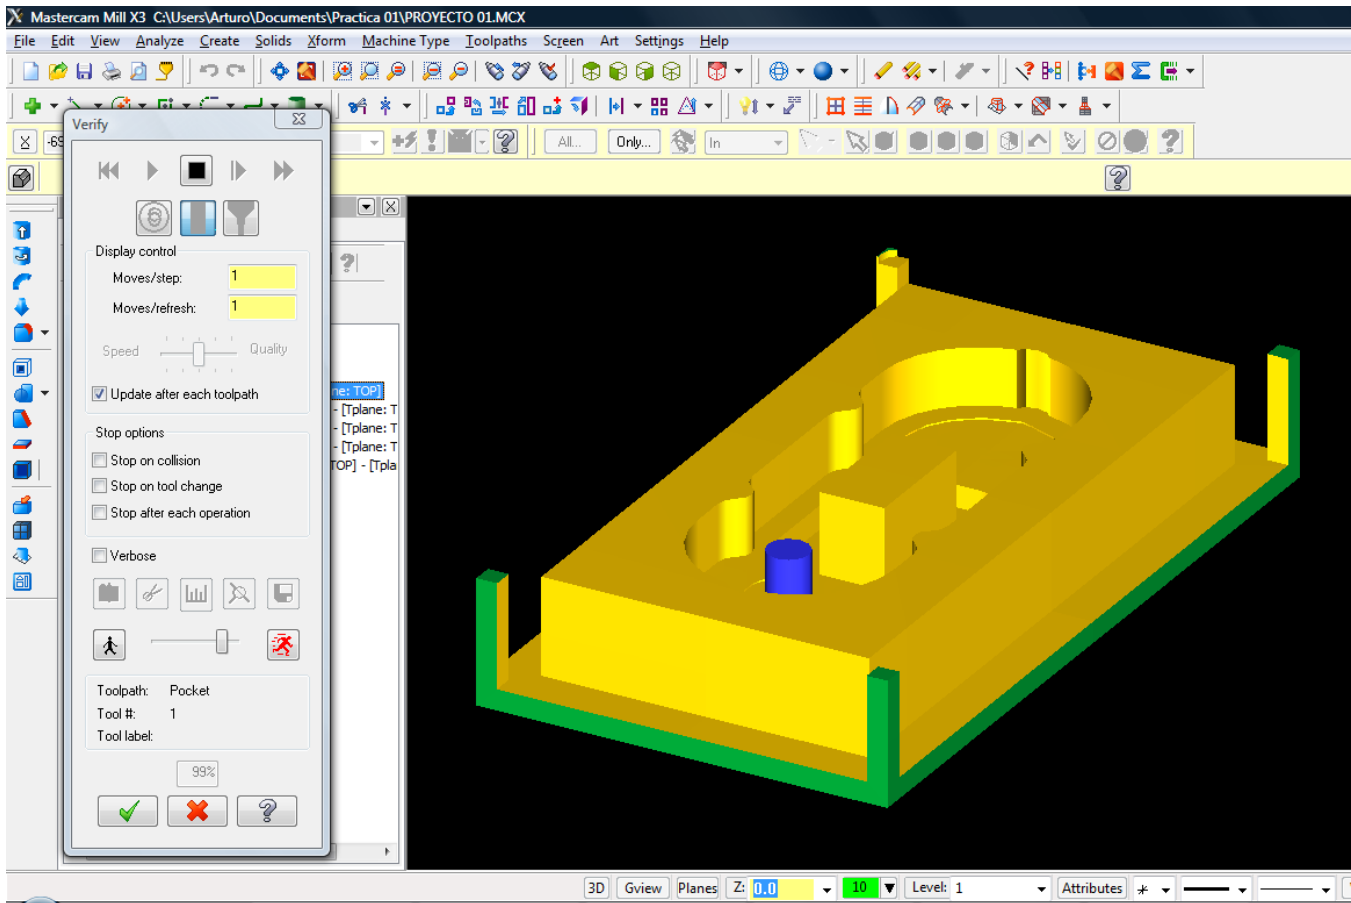 Mastercam Mill X3 C:\Users\Arturo\Documents\Practica 01\PROYECTO 01.MCX
File Edit View Analyze Create Solids Xform Machine Type Toolpaths Screen Art Settings Help
Verify
X
All... Only... In
Display control
Moves/step: 1
Moves/refresh: 1
Speed Quality
Update after each toolpath
ne: TOP]
- [Tplane: T
- [Tplane: T
- [Tplane: T
TOP] - [Tpla
Stop options
Stop on collision
Stop on tool change
Stop after each operation
Verbose
Toolpath: Pocket
Tool #: 1
Tool label:
99%
3D Gview Planes Z: 0.0 10 Level: 1 Attributes